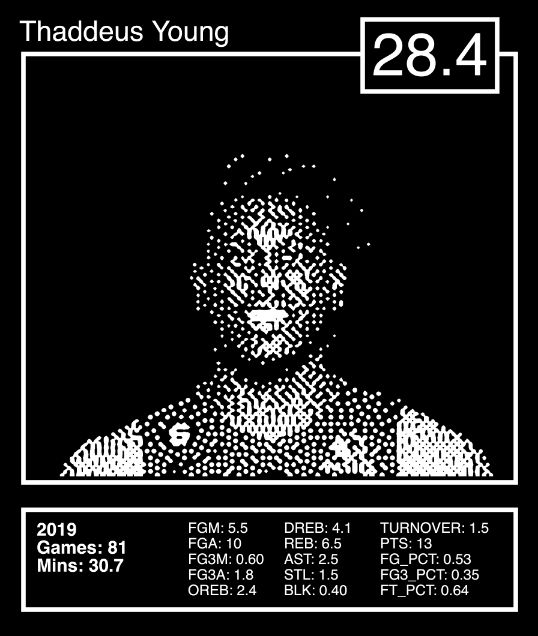 Thaddeus Young
28.4
2019
Games: 81
Mins: 30.7
FGM: 5.5
FGA: 10
FG3M: 0.60
FG3A: 1.8
OREB: 2.4
DREB: 4.1
REB: 6.5
AST: 2.5
STL: 1.5
BLK: 0.40
TURNOVER: 1.5
PTS: 13
FG_PCT: 0.53
FG3_PCT: 0.35
FT_PCT: 0.64